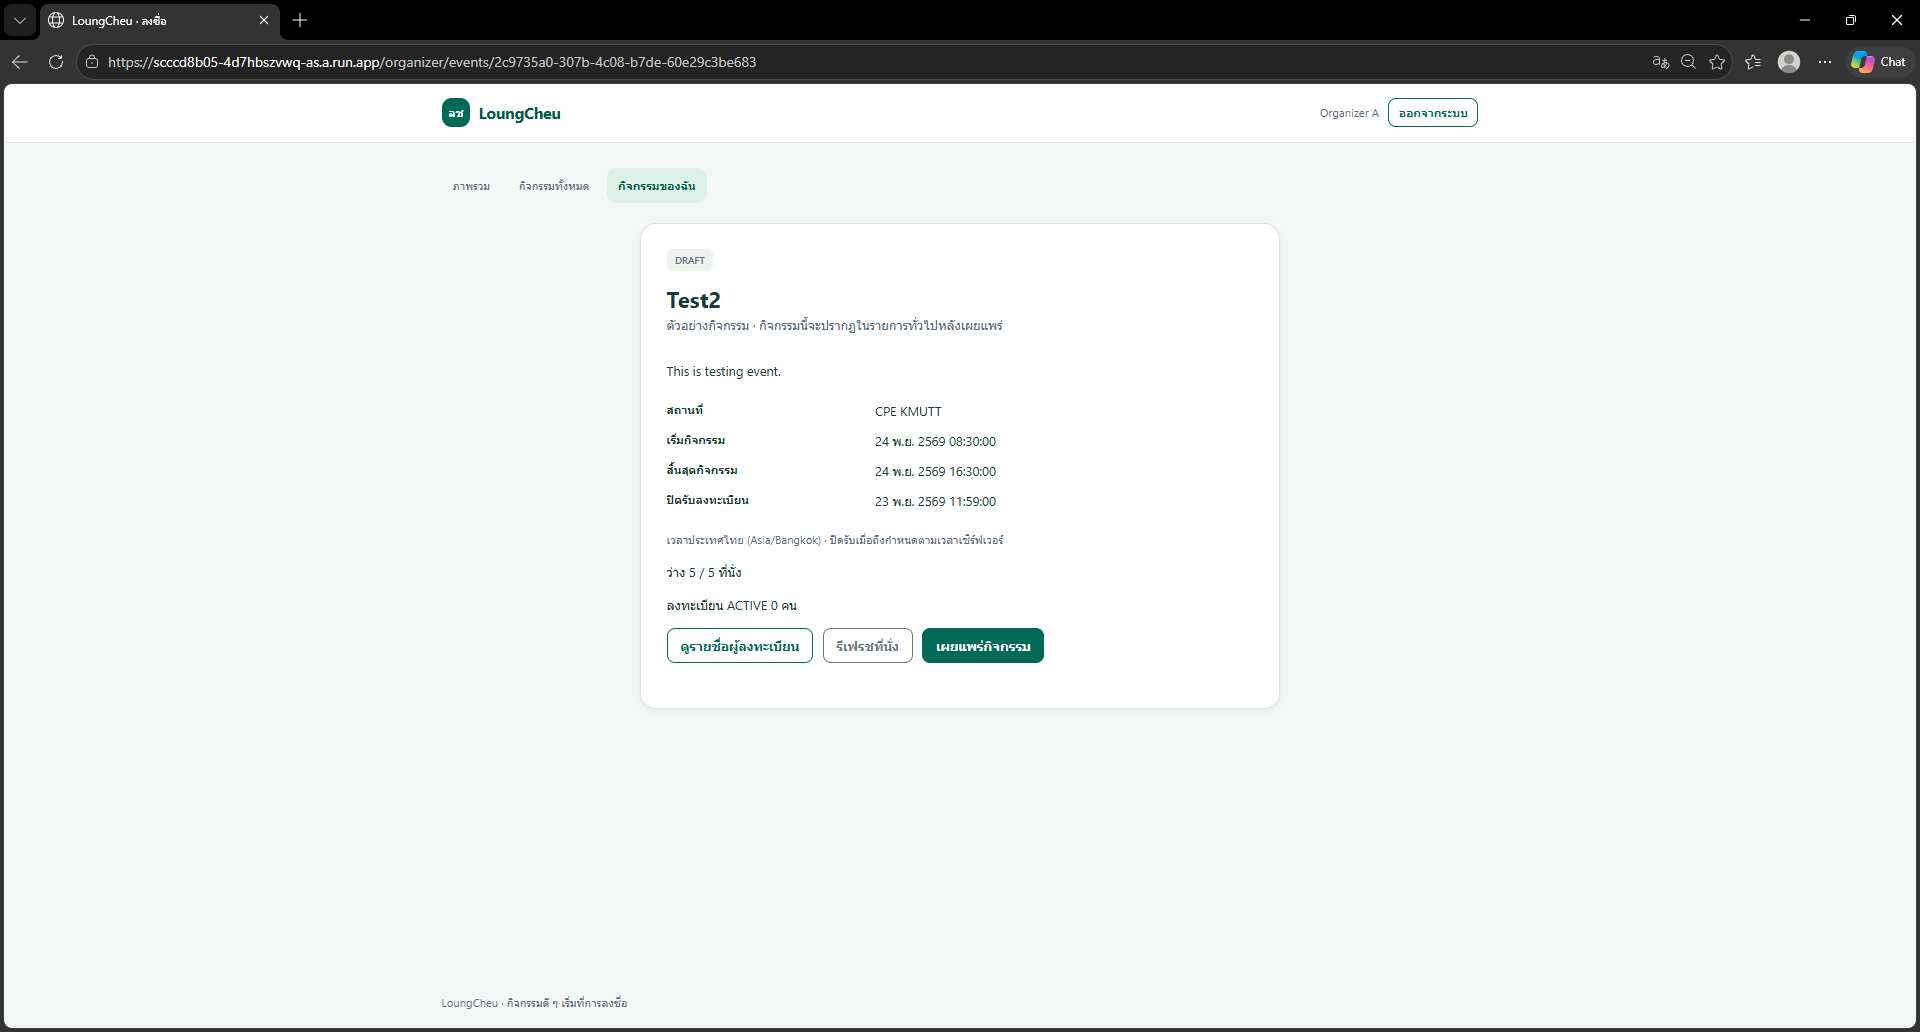 LoungCheu · ลงชื่อ
https://scccd8b05-4d7hbszvwq-as.a.run.app/organizer/events/2c9735a0-307b-4c08-b7de-60e29c3be683
Chat
ลช LoungCheu
Organizer A ออกจากระบบ
ภาพรวม กิจกรรมทั้งหมด กิจกรรมของฉัน
DRAFT
Test2
ตัวอย่างกิจกรรม · กิจกรรมนี้จะปรากฏในรายการทั่วไปหลังเผยแพร่
This is testing event.
สถานที่ CPE KMUTT
เริ่มกิจกรรม 24 พ.ย. 2569 08:30:00
สิ้นสุดกิจกรรม 24 พ.ย. 2569 16:30:00
ปิดรับลงทะเบียน 23 พ.ย. 2569 11:59:00
เวลาประเทศไทย (Asia/Bangkok) · ปิดรับเมื่อถึงกำหนดตามเวลาเซิร์ฟเวอร์
ว่าง 5 / 5 ที่นั่ง
ลงทะเบียน ACTIVE 0 คน
ดูรายชื่อผู้ลงทะเบียน รีเฟรชที่นั่ง เผยแพร่กิจกรรม
LoungCheu · กิจกรรมดี ๆ เริ่มที่การลงชื่อ